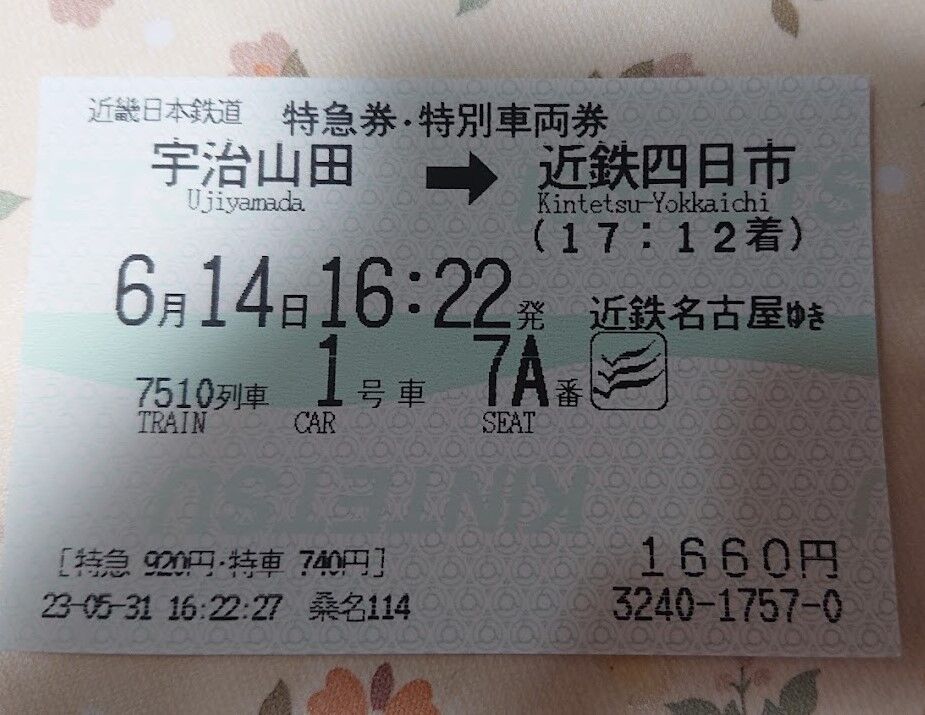 近畿日本鉄道 特急券・特別車両券
宇治山田 ➡ 近鉄四日市
Ujiyamada Kintetsu-Yokkaichi
(17:12着)
6月14日16:22発 近鉄名古屋ゆき
7510列車 1号車 7A番
TRAIN CAR SEAT
KINTETSU
[特急 920円・特車 740円] 1660円
23-05-31 16:22:27 桑名114 3240-1757-0